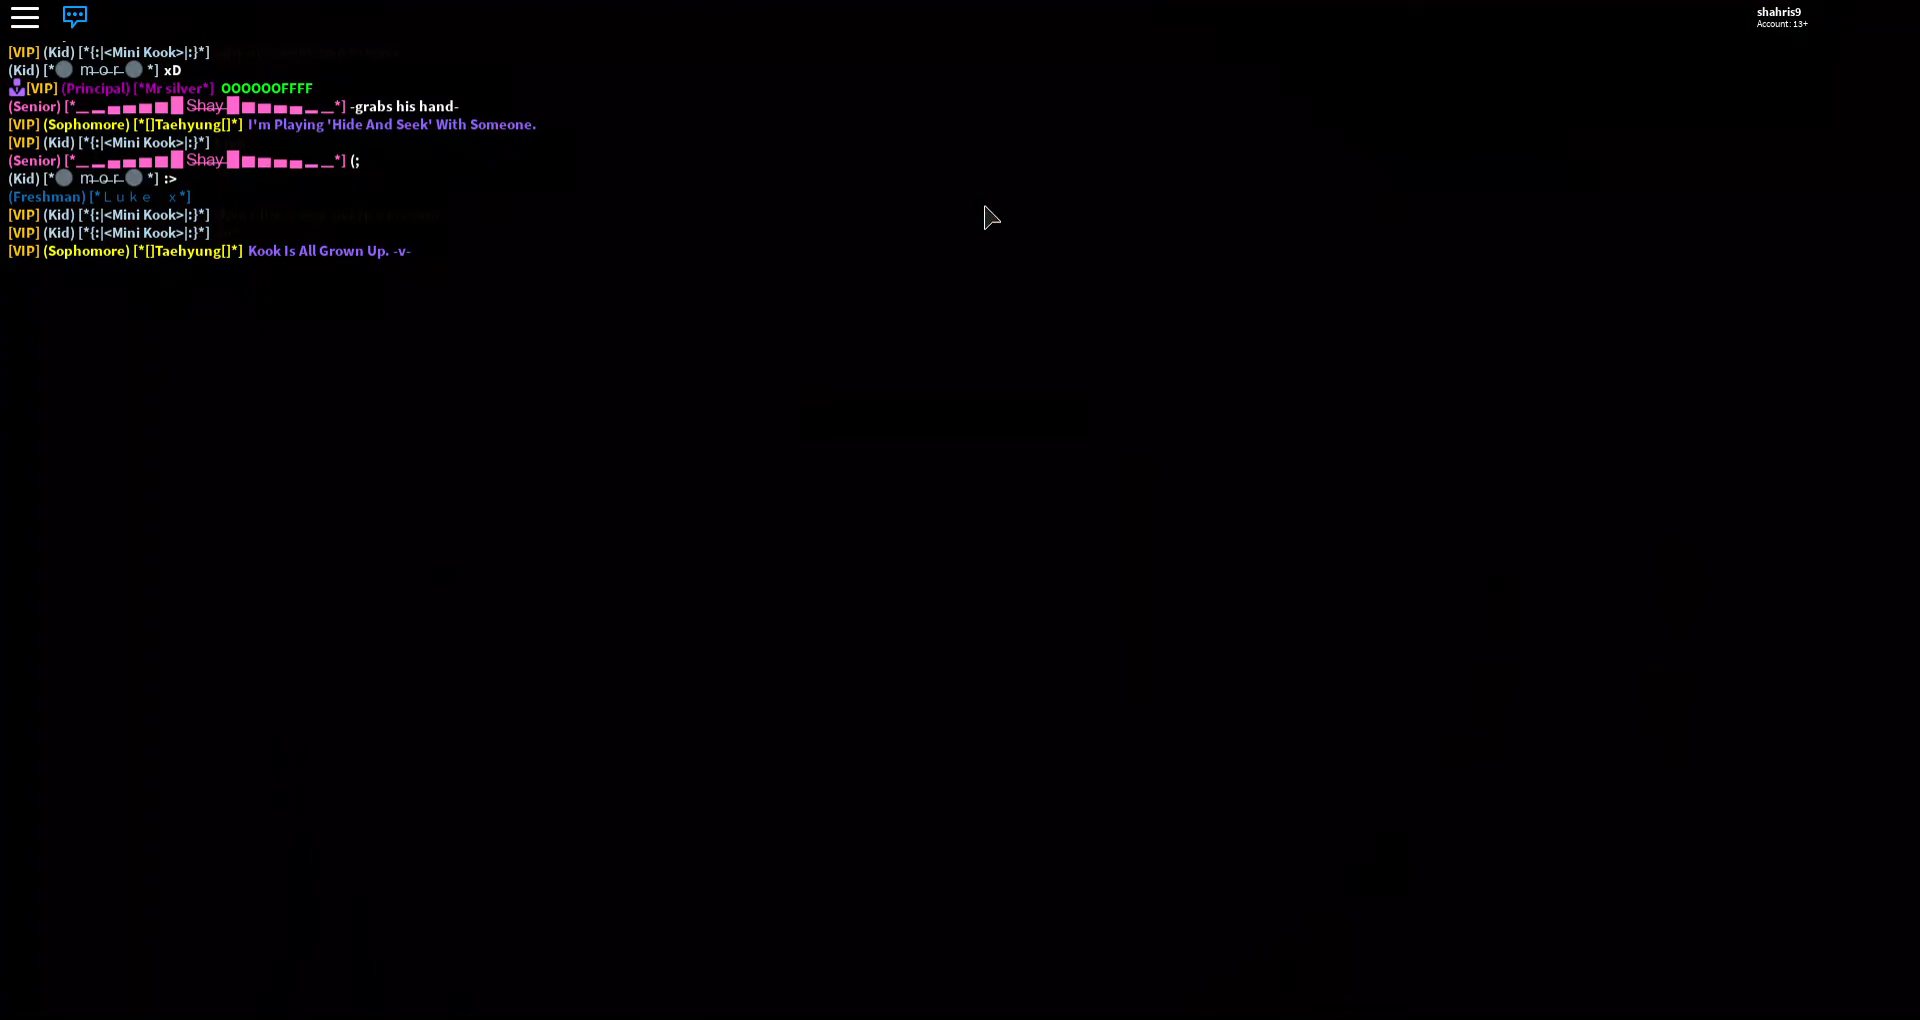 shahris9
Account: 13+
[VIP] (Kid) [*{:|<Mini Kook>|:}*]
(Kid) [*⚫ m̶o̶r̶ ⚫ *] xD
[VIP] (Principal) [*Mr silver*] OOOOOOFFFF
(Senior) [*▁▂▄▅▆▇█ S̶h̶a̶y̶ █▇▆▅▄▂▁*] -grabs his hand-
[VIP] (Sophomore) [*[]Taehyung[]*] I'm Playing 'Hide And Seek' With Someone.
[VIP] (Kid) [*{:|<Mini Kook>|:}*]
(Senior) [*▁▂▄▅▆▇█ S̶h̶a̶y̶ █▇▆▅▄▂▁*] (;
(Kid) [*⚫ m̶o̶r̶ ⚫ *] :>
(Freshman) [* L u k e   x *]
[VIP] (Kid) [*{:|<Mini Kook>|:}*]
[VIP] (Kid) [*{:|<Mini Kook>|:}*]
[VIP] (Sophomore) [*[]Taehyung[]*] Kook Is All Grown Up. -v-